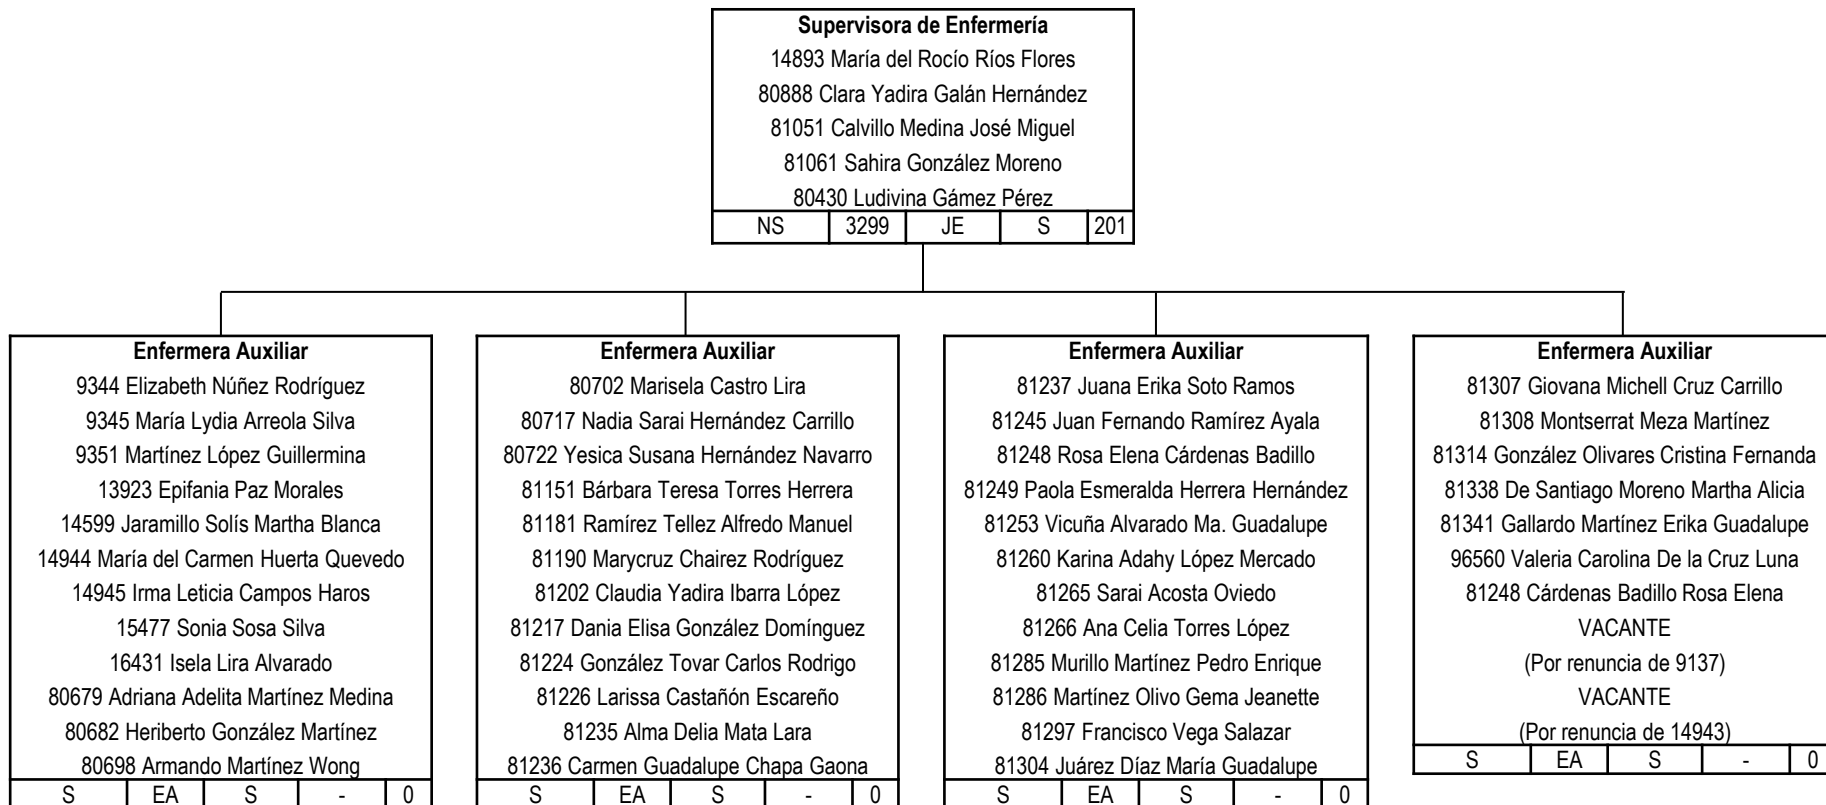 Supervisora de Enfermería
14893 María del Rocío Ríos Flores
80888 Clara Yadira Galán Hernández
81051 Calvillo Medina José Miguel
81061 Sahira González Moreno
80430 Ludivina Gámez Pérez
NS 3299 JE S 201
Enfermera Auxiliar
9344 Elizabeth Núñez Rodríguez
9345 María Lydia Arreola Silva
9351 Martínez López Guillermina
13923 Epifania Paz Morales
14599 Jaramillo Solís Martha Blanca
14944 María del Carmen Huerta Quevedo
14945 Irma Leticia Campos Haros
15477 Sonia Sosa Silva
16431 Isela Lira Alvarado
80679 Adriana Adelita Martínez Medina
80682 Heriberto González Martínez
80698 Armando Martínez Wong
S EA S - 0
Enfermera Auxiliar
80702 Marisela Castro Lira
80717 Nadia Sarai Hernández Carrillo
80722 Yesica Susana Hernández Navarro
81151 Bárbara Teresa Torres Herrera
81181 Ramírez Tellez Alfredo Manuel
81190 Marycruz Chairez Rodríguez
81202 Claudia Yadira Ibarra López
81217 Dania Elisa González Domínguez
81224 González Tovar Carlos Rodrigo
81226 Larissa Castañón Escareño
81235 Alma Delia Mata Lara
81236 Carmen Guadalupe Chapa Gaona
S EA S - 0
Enfermera Auxiliar
81237 Juana Erika Soto Ramos
81245 Juan Fernando Ramírez Ayala
81248 Rosa Elena Cárdenas Badillo
81249 Paola Esmeralda Herrera Hernández
81253 Vicuña Alvarado Ma. Guadalupe
81260 Karina Adahy López Mercado
81265 Sarai Acosta Oviedo
81266 Ana Celia Torres López
81285 Murillo Martínez Pedro Enrique
81286 Martínez Olivo Gema Jeanette
81297 Francisco Vega Salazar
81304 Juárez Díaz María Guadalupe
S EA S - 0
Enfermera Auxiliar
81307 Giovana Michell Cruz Carrillo
81308 Montserrat Meza Martínez
81314 González Olivares Cristina Fernanda
81338 De Santiago Moreno Martha Alicia
81341 Gallardo Martínez Erika Guadalupe
96560 Valeria Carolina De la Cruz Luna
81248 Cárdenas Badillo Rosa Elena
VACANTE
(Por renuncia de 9137)
VACANTE
(Por renuncia de 14943)
S EA S - 0